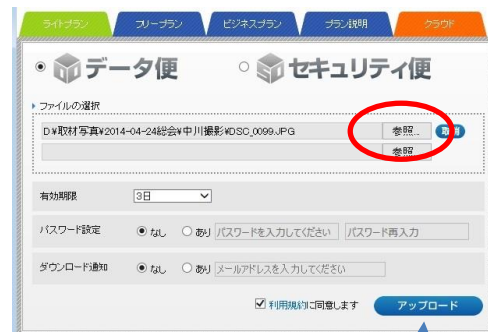 ライトプラン フリープラン ビジネスプラン プラン説明 クラウド
データ便 セキュリティ便
ファイルの選択
D¥取材写真¥2014-04-24総会¥中川撮影¥DSC_0099.JPG 参照...
参照...
有効期限 3日
パスワード設定 なし あり パスワードを入力してください パスワード再入力
ダウンロード通知 なし あり メールアドレスを入力してください
利用規約に同意します アップロード